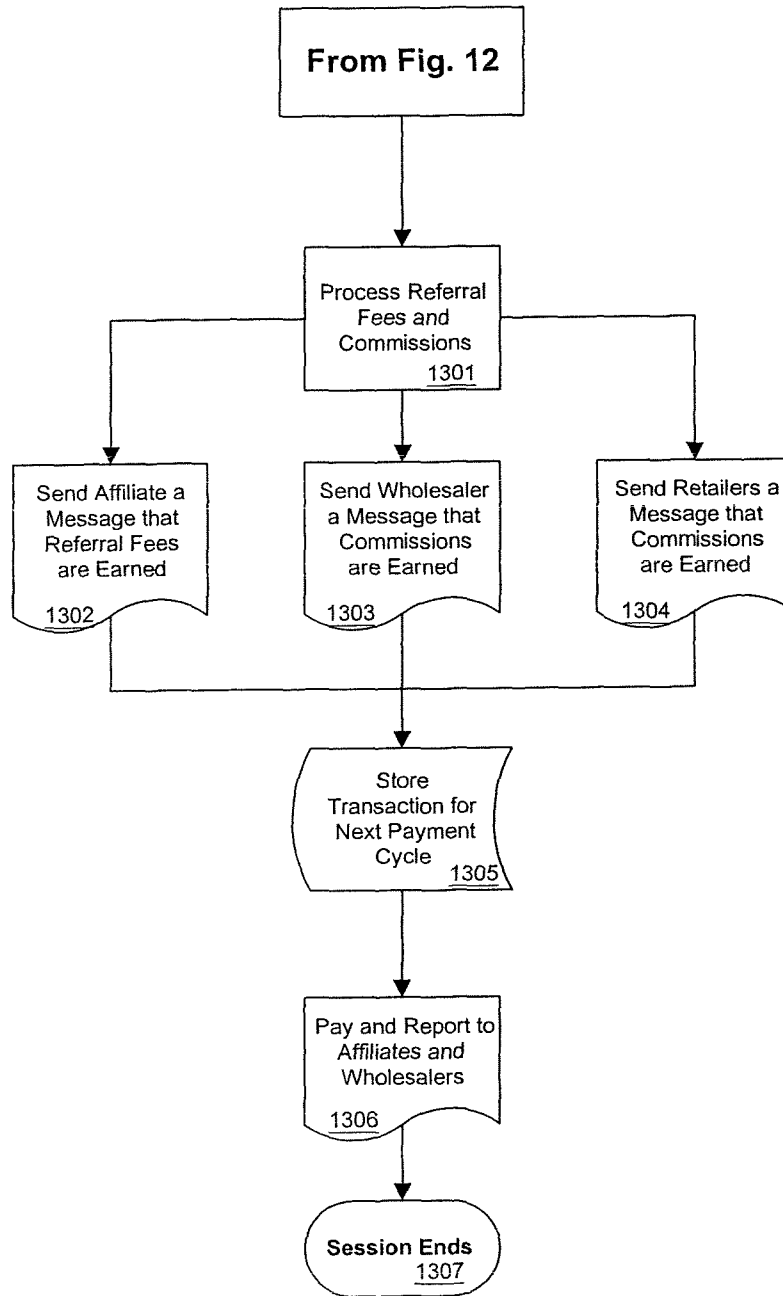 From Fig. 12
Process Referral
Fees and
Commissions
1301
Send Affiliate a
Message that
Referral Fees
are Earned
1302
Send Wholesaler
a Message that
Commissions
are Earned
1303
Send Retailers a
Message that
Commissions
are Earned
1304
Store
Transaction for
Next Payment
Cycle
1305
Pay and Report to
Affiliates and
Wholesalers
1306
Session Ends
1307